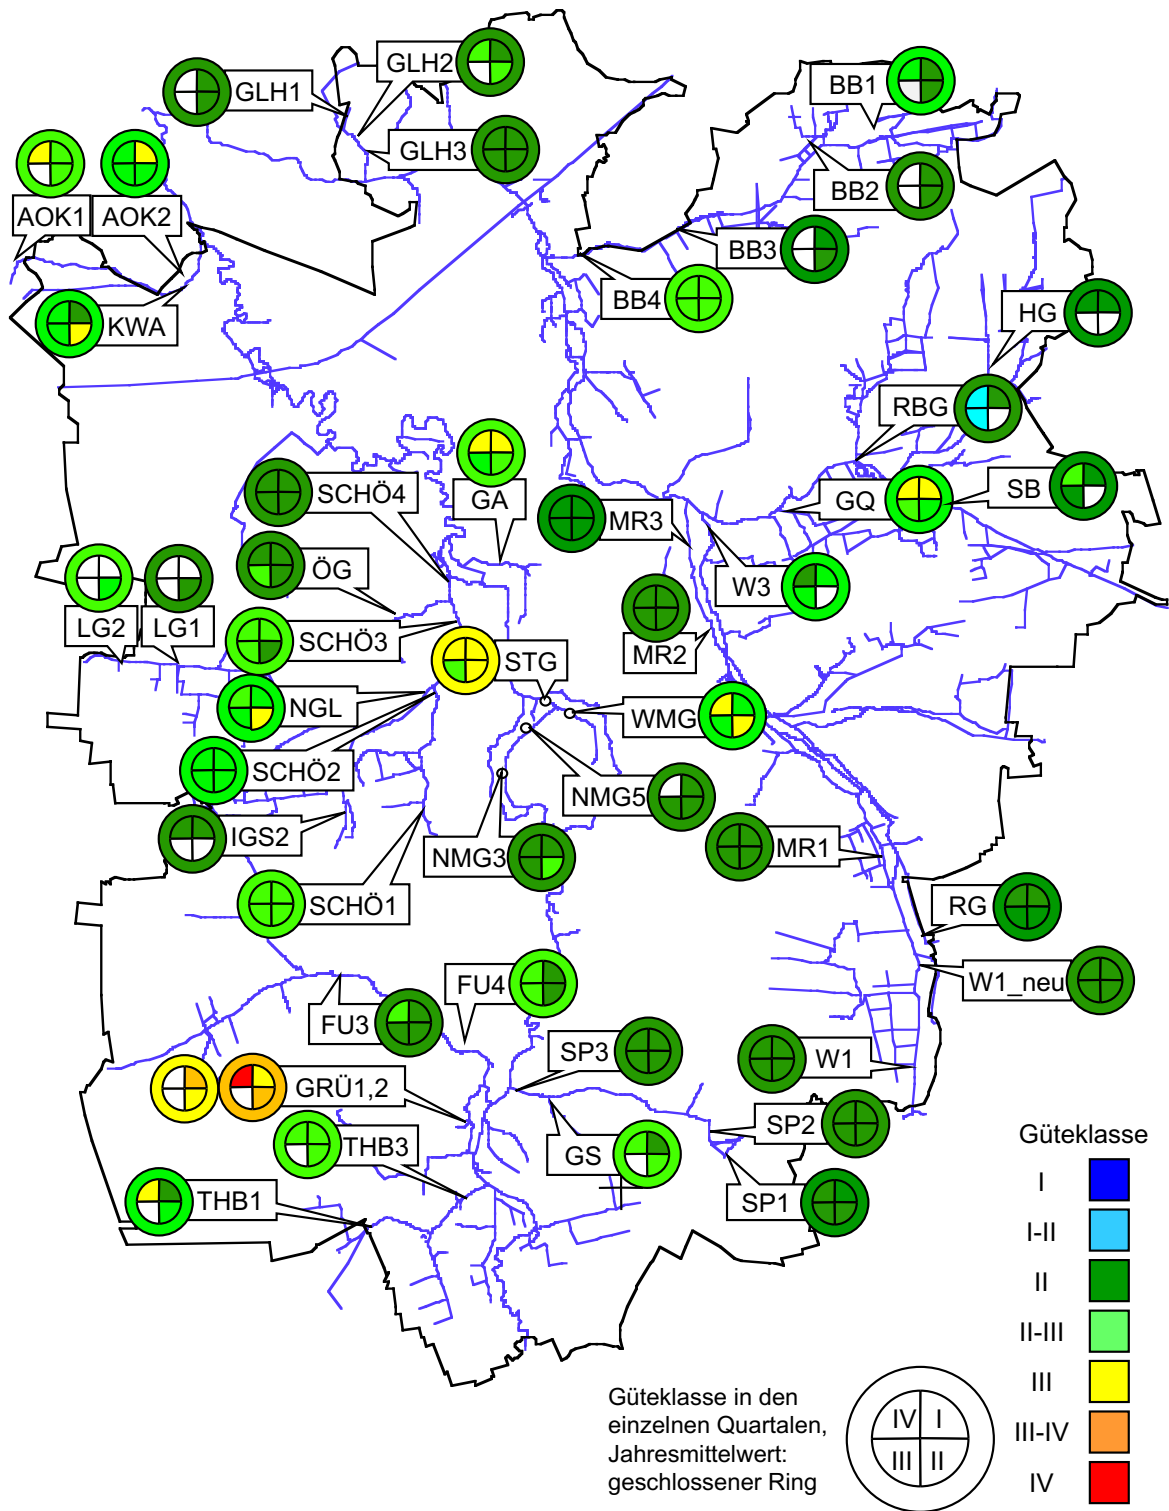 GLH2
BB1
GLH1
GLH3
BB2
AOK1
AOK2
BB3
BB4
HG
KWA
RBG
SCHÖ4
GA
MR3
GQ
SB
ÖG
W3
LG2
LG1
SCHÖ3
STG
MR2
NGL
WMG
SCHÖ2
NMG5
IGS2
NMG3
MR1
SCHÖ1
RG
FU4
W1_neu
FU3
SP3
W1
GRÜ1,2
SP2
THB3
GS
THB1
SP1
Güteklasse
I
I-II
II
II-III
III
III-IV
IV
Güteklasse in den
einzelnen Quartalen,
Jahresmittelwert:
geschlossener Ring
IV I
III II